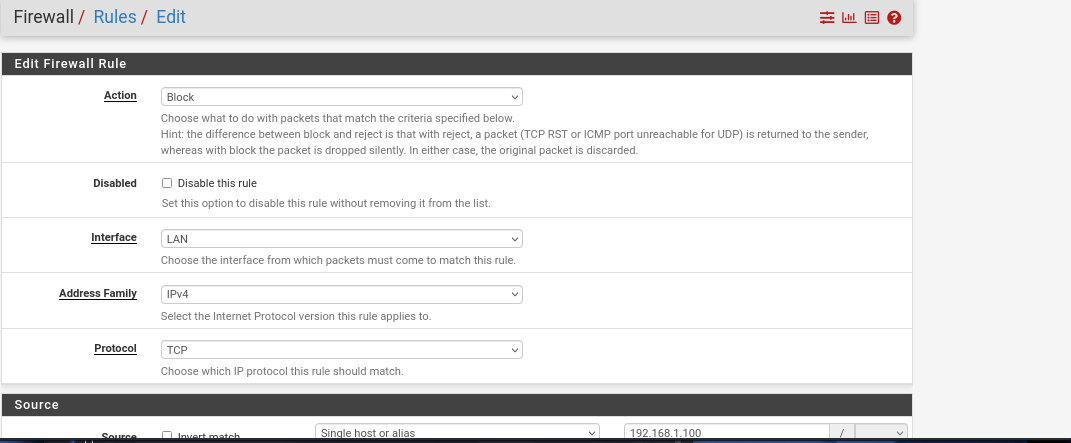 Firewall / Rules / Edit
Edit Firewall Rule
Action
Block
Choose what to do with packets that match the criteria specified below.
Hint: the difference between block and reject is that with reject, a packet (TCP RST or ICMP port unreachable for UDP) is returned to the sender,
whereas with block the packet is dropped silently. In either case, the original packet is discarded.
Disabled
Disable this rule
Set this option to disable this rule without removing it from the list.
Interface
LAN
Choose the interface from which packets must come to match this rule.
Address Family
IPv4
Select the Internet Protocol version this rule applies to.
Protocol
TCP
Choose which IP protocol this rule should match.
Source
Source
Invert match
Single host or alias
192.168.1.100
/